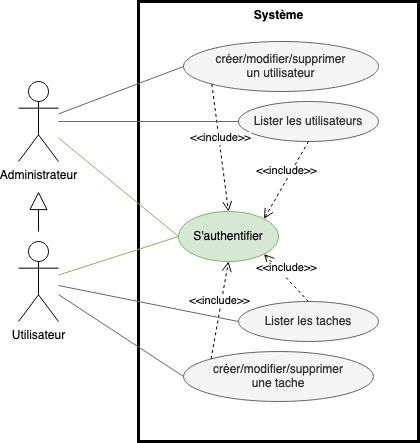 Système
créer/modifier/supprimer
un utilisateur
Lister les utilisateurs
<<include>>
<<include>>
Administrateur
S'authentifier
<<include>>
<<include>>
Utilisateur
Lister les taches
créer/modifier/supprimer
une tache